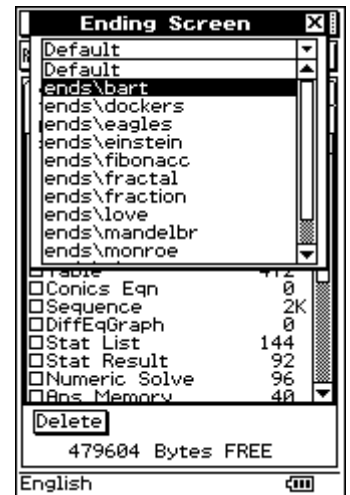 Ending Screen
Default
Default
ends\bart
ends\dockers
ends\eagles
ends\einstein
ends\fibonacc
ends\fractal
ends\fraction
ends\love
ends\mandelbr
ends\monroe
Table 472
Conics Eqn 0
Sequence 2K
DiffEqGraph 0
Stat List 144
Stat Result 92
Numeric Solve 96
Ans Memory 40
Delete
479604 Bytes FREE
English